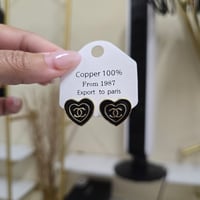 Copper 100%
From 1987
Export to paris